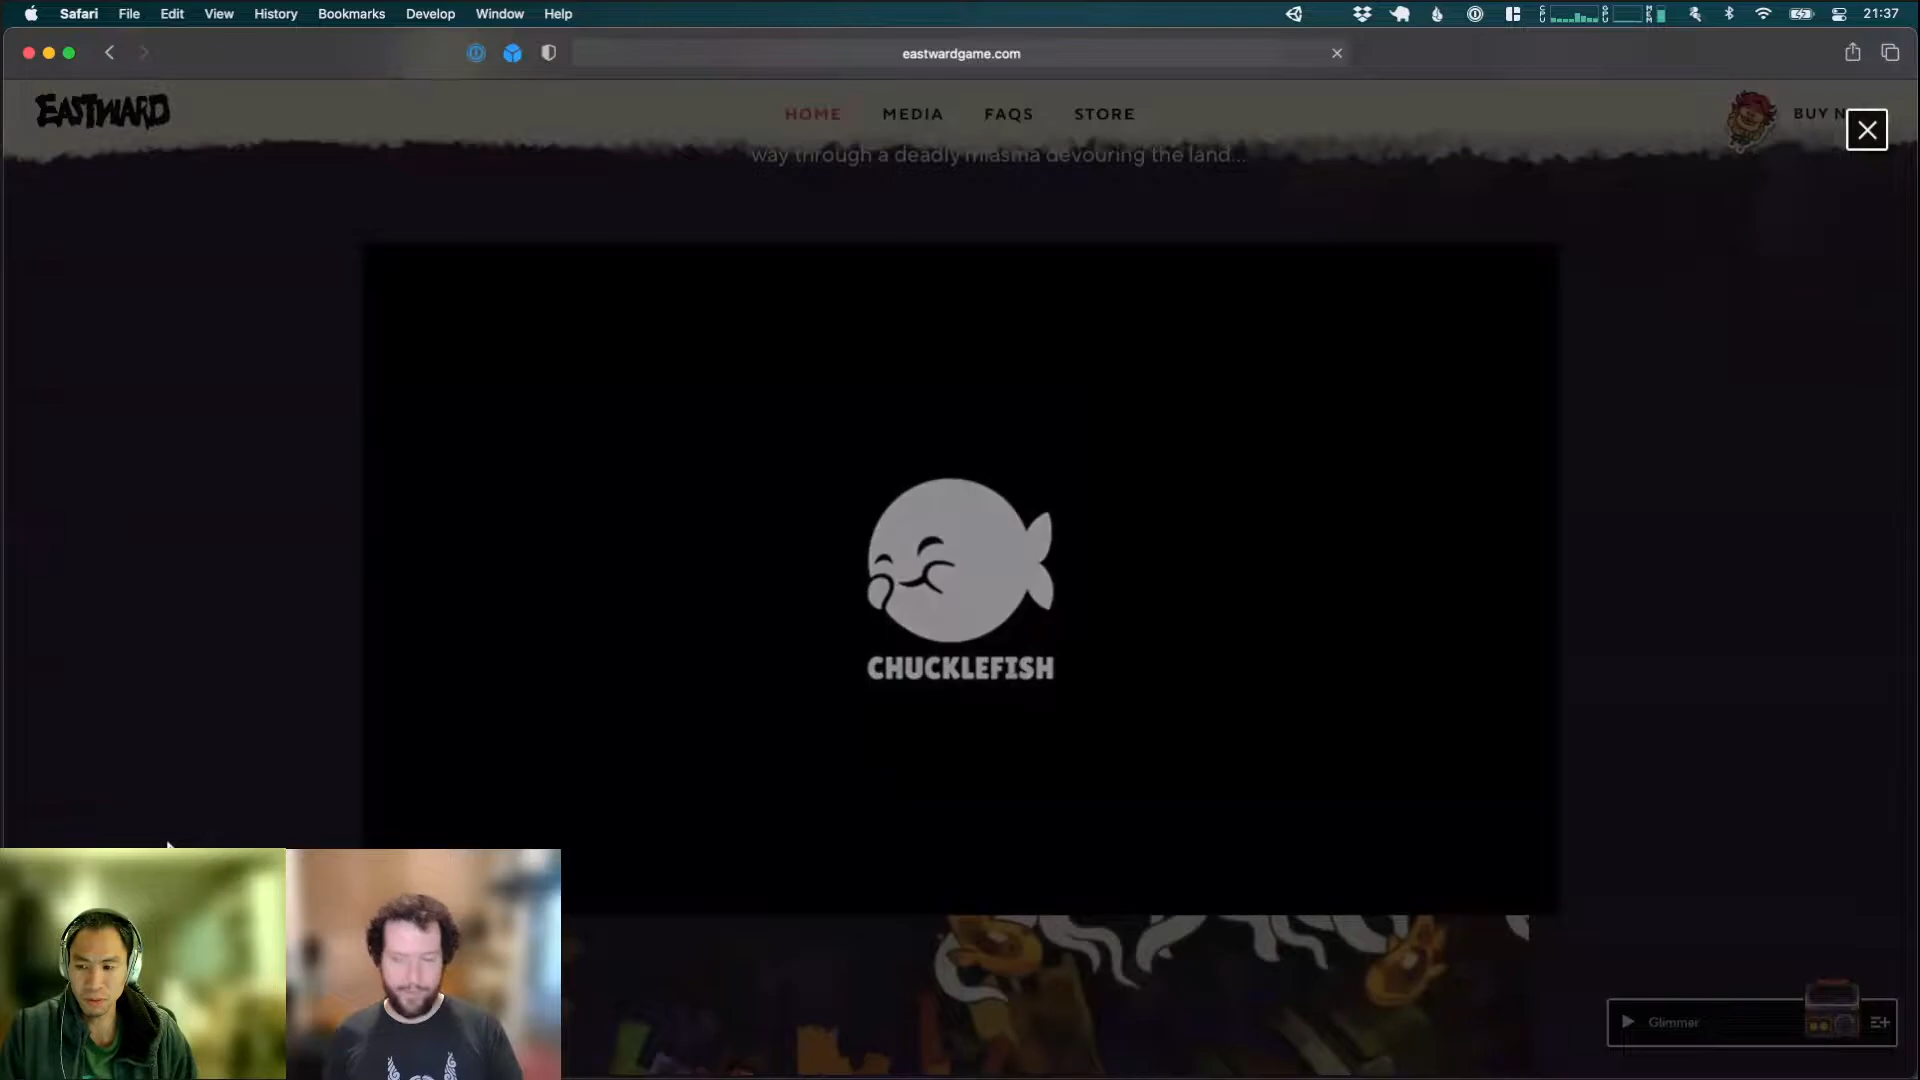 Safari File Edit View History Bookmarks Develop Window Help 21:37
eastwardgame.com
EASTWARD HOME MEDIA FAQS STORE BUY N
way through a deadly miasma devouring the land...
CHUCKLEFISH
Glimmer